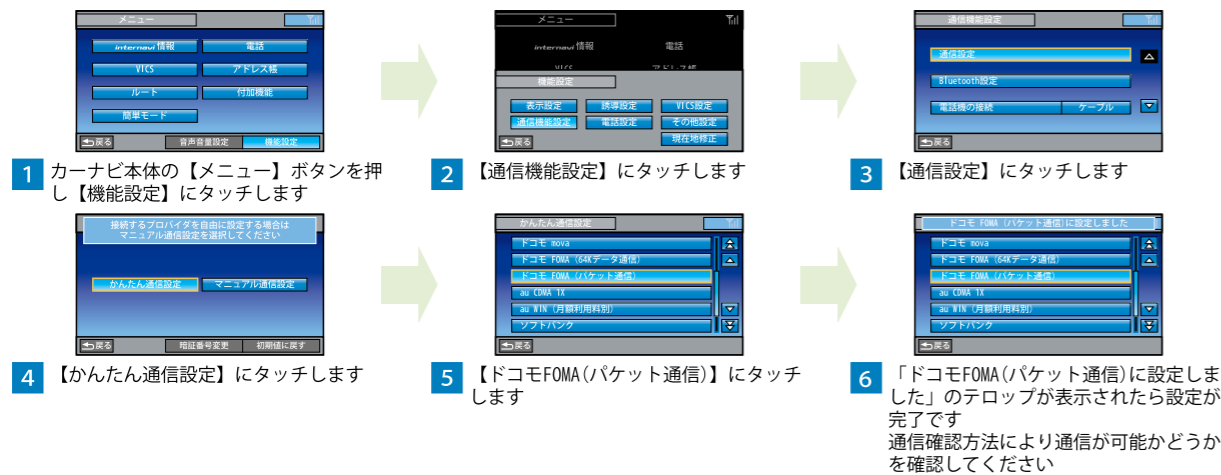 メニュー
internavi 情報
電話
VICS
アドレス帳
ルート
付加機能
簡単モード
戻る
音声音量設定
機能設定
1
カーナビ本体の【メニュー】ボタンを押
し【機能設定】にタッチします
メニュー
internavi 情報
電話
VICS
アドレス帳
機能設定
表示設定
誘導設定
VICS設定
通信機能設定
電話設定
その他設定
戻る
現在地修正
2
【通信機能設定】にタッチします
通信機能設定
通信設定
Bluetooth設定
電話機の接続
ケーブル
戻る
3
【通信設定】にタッチします
接続するプロバイダを自由に設定する場合は
マニュアル通信設定を選択してください
かんたん通信設定
マニュアル通信設定
戻る
暗証番号変更
初期値に戻す
4
【かんたん通信設定】にタッチします
かんたん通信設定
ドコモ mova
ドコモ FOMA (64Kデータ通信)
ドコモ FOMA (パケット通信)
au CDMA 1X
au WIN (月額利用料別)
ソフトバンク
戻る
5
【ドコモFOMA(パケット通信)】にタッチ
します
ドコモ FOMA (パケット通信)に設定しました
ドコモ mova
ドコモ FOMA (64Kデータ通信)
ドコモ FOMA (パケット通信)
au CDMA 1X
au WIN (月額利用料別)
ソフトバンク
戻る
6
「ドコモFOMA(パケット通信)に設定しま
した」のテロップが表示されたら設定が
完了です
通信確認方法により通信が可能かどうか
を確認してください